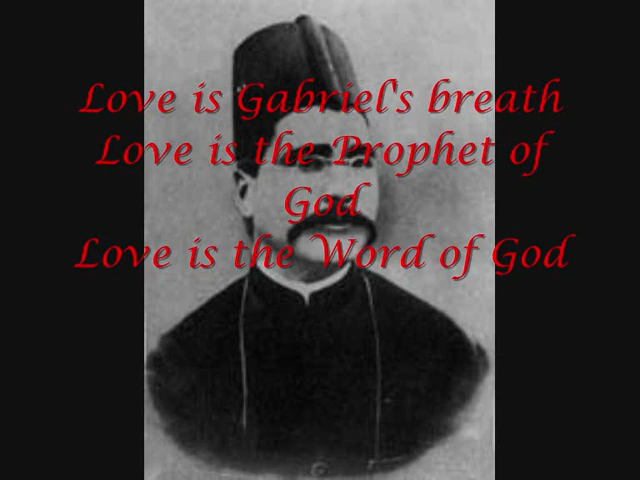 Love is Gabriel's breath
Love is the Prophet of
God
Love is the Word of God